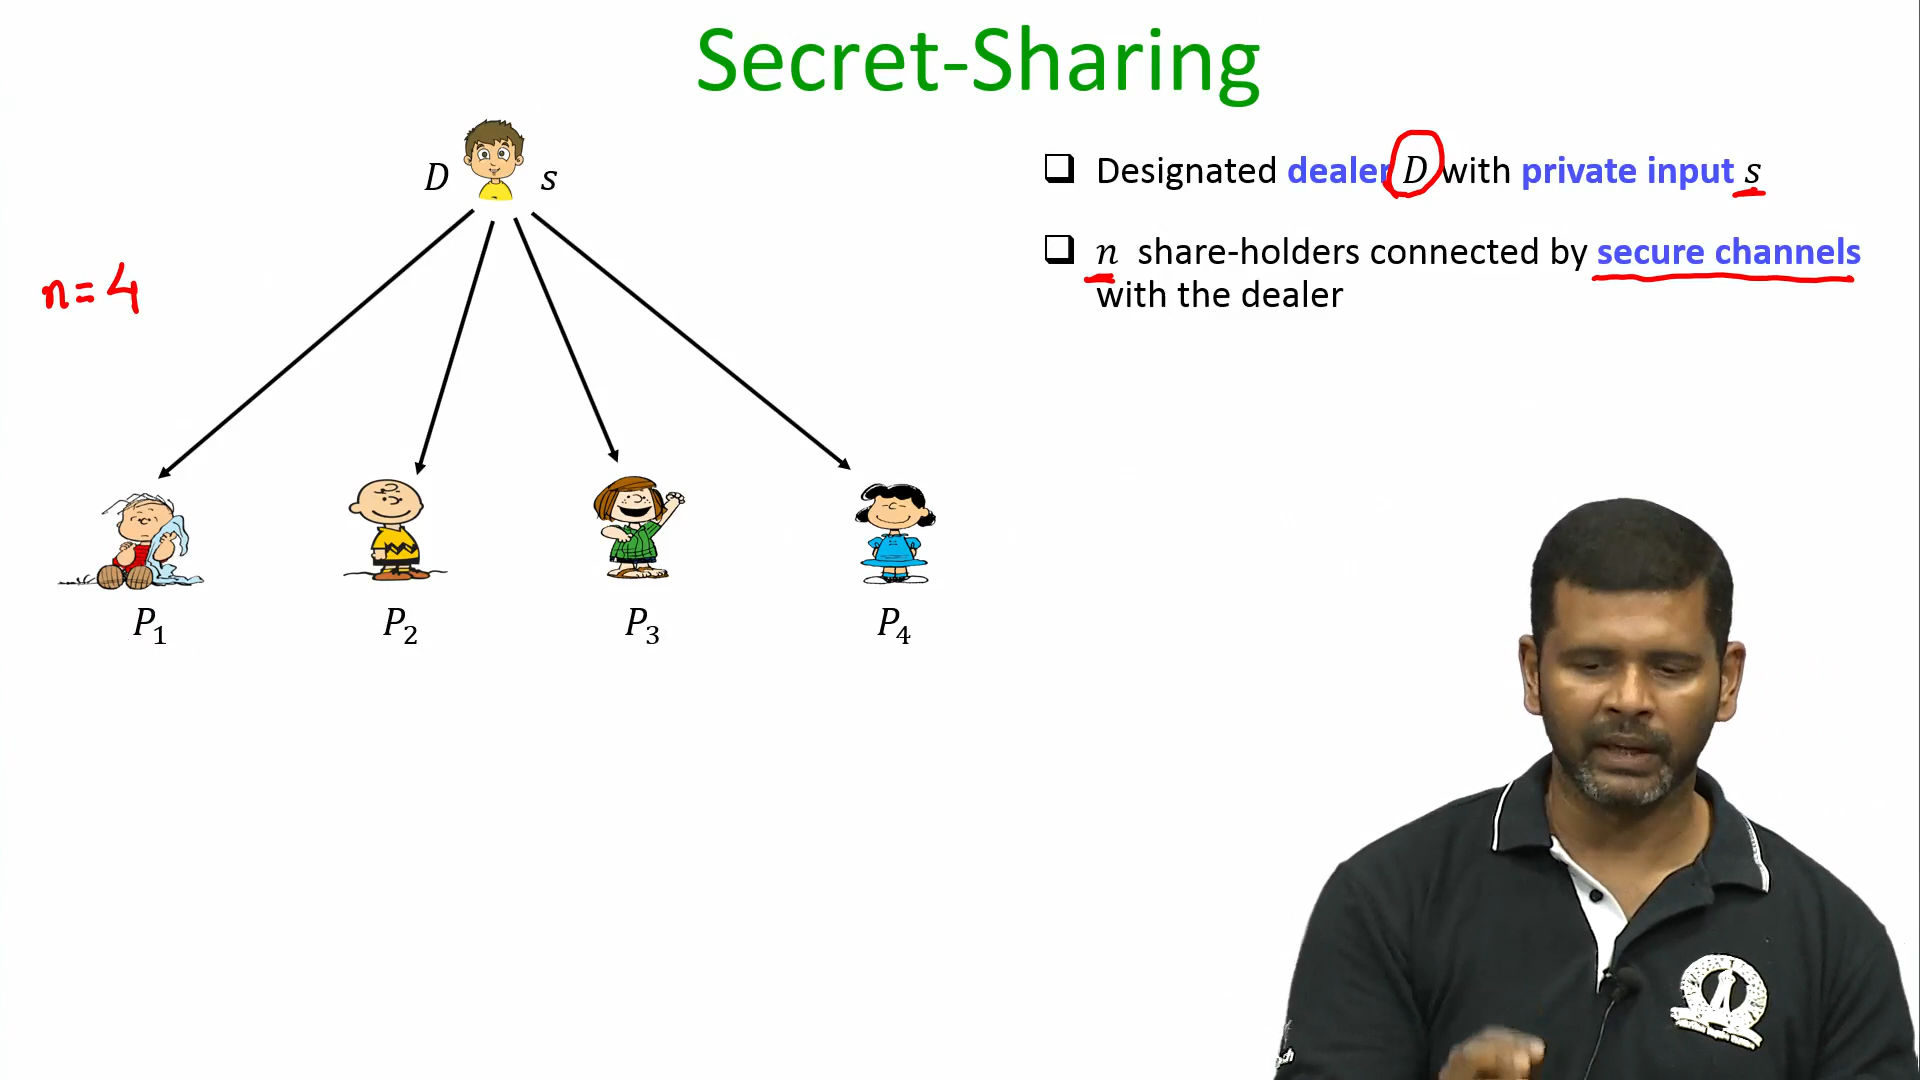 Secret-Sharing
D s
❑ Designated dealer D with private input s
❑ n share-holders connected by secure channels
with the dealer
n=4
P₁ P₂ P₃ P₄